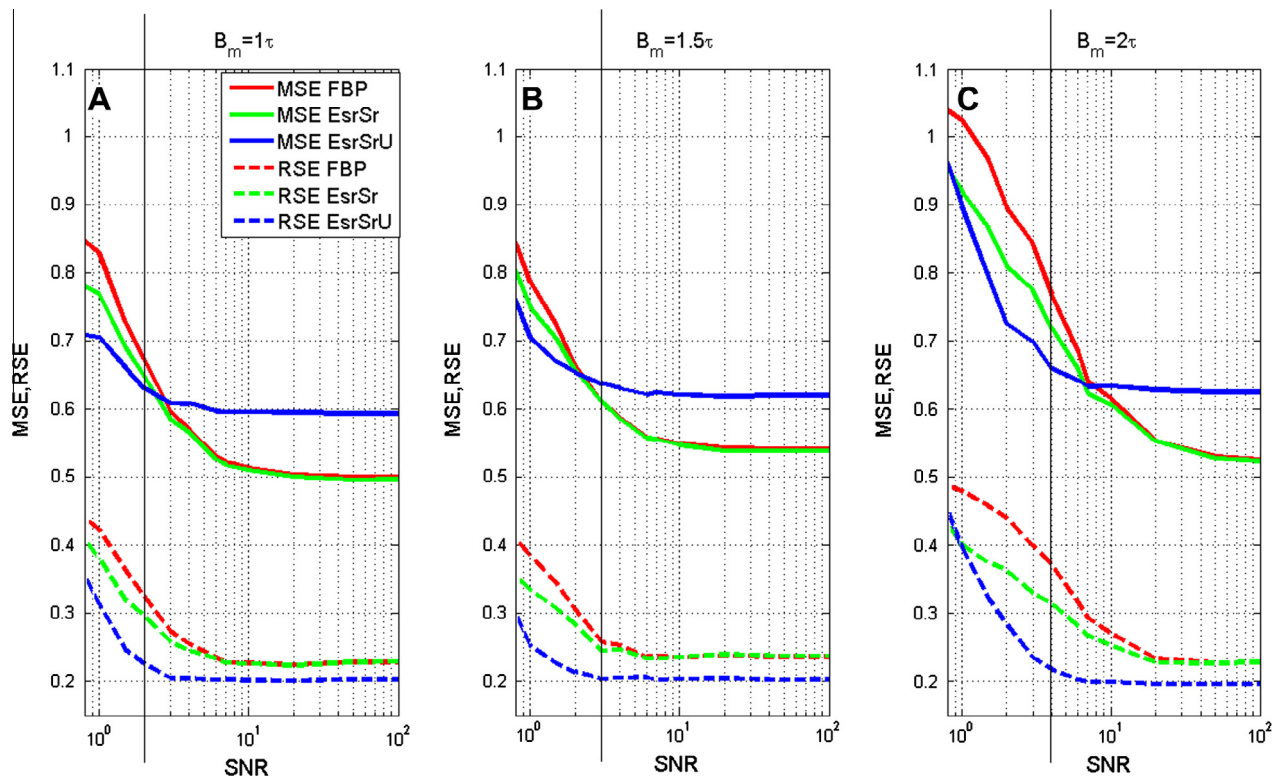 B_m=1τ
B_m=1.5τ
B_m=2τ
A
MSE FBP
MSE EsrSr
MSE EsrSrU
RSE FBP
RSE EsrSr
RSE EsrSrU
1.1
1
0.9
0.8
0.7
0.6
0.5
0.4
0.3
0.2
MSE,RSE
10^0
10^1
10^2
SNR
B
1.1
1
0.9
0.8
0.7
0.6
0.5
0.4
0.3
0.2
MSE,RSE
10^0
10^1
10^2
SNR
C
1.1
1
0.9
0.8
0.7
0.6
0.5
0.4
0.3
0.2
MSE,RSE
10^0
10^1
10^2
SNR